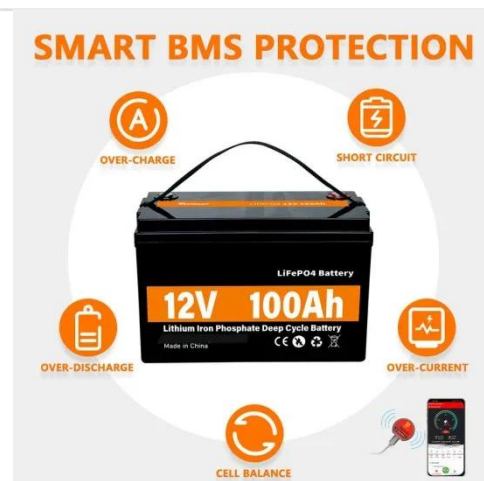 SMART BMS PROTECTION
A
OVER-CHARGE
SHORT CIRCUIT
LiFePO4 Battery
12V 100Ah
Lithium Iron Phosphate Deep Cycle Battery
Made in China
CE
OVER-DISCHARGE
OVER-CURRENT
CELL BALANCE